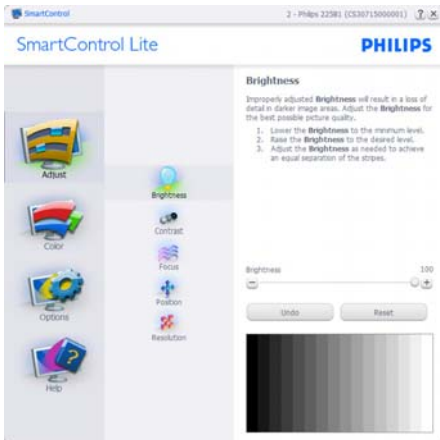 SmartControl
2 - Philips 225B1 (CS30715000001)
SmartControl Lite
PHILIPS
Adjust
Color
Options
Help
Brightness
Contrast
Focus
Position
Resolution
Brightness
Improperly adjusted Brightness will result in a loss of
detail in darker image areas. Adjust the Brightness for
the best possible picture quality.
1. Lower the Brightness to the minimum level.
2. Raise the Brightness to the desired level.
3. Adjust the Brightness as needed to achieve
an equal separation of the stripes.
Brightness 100
Undo Reset